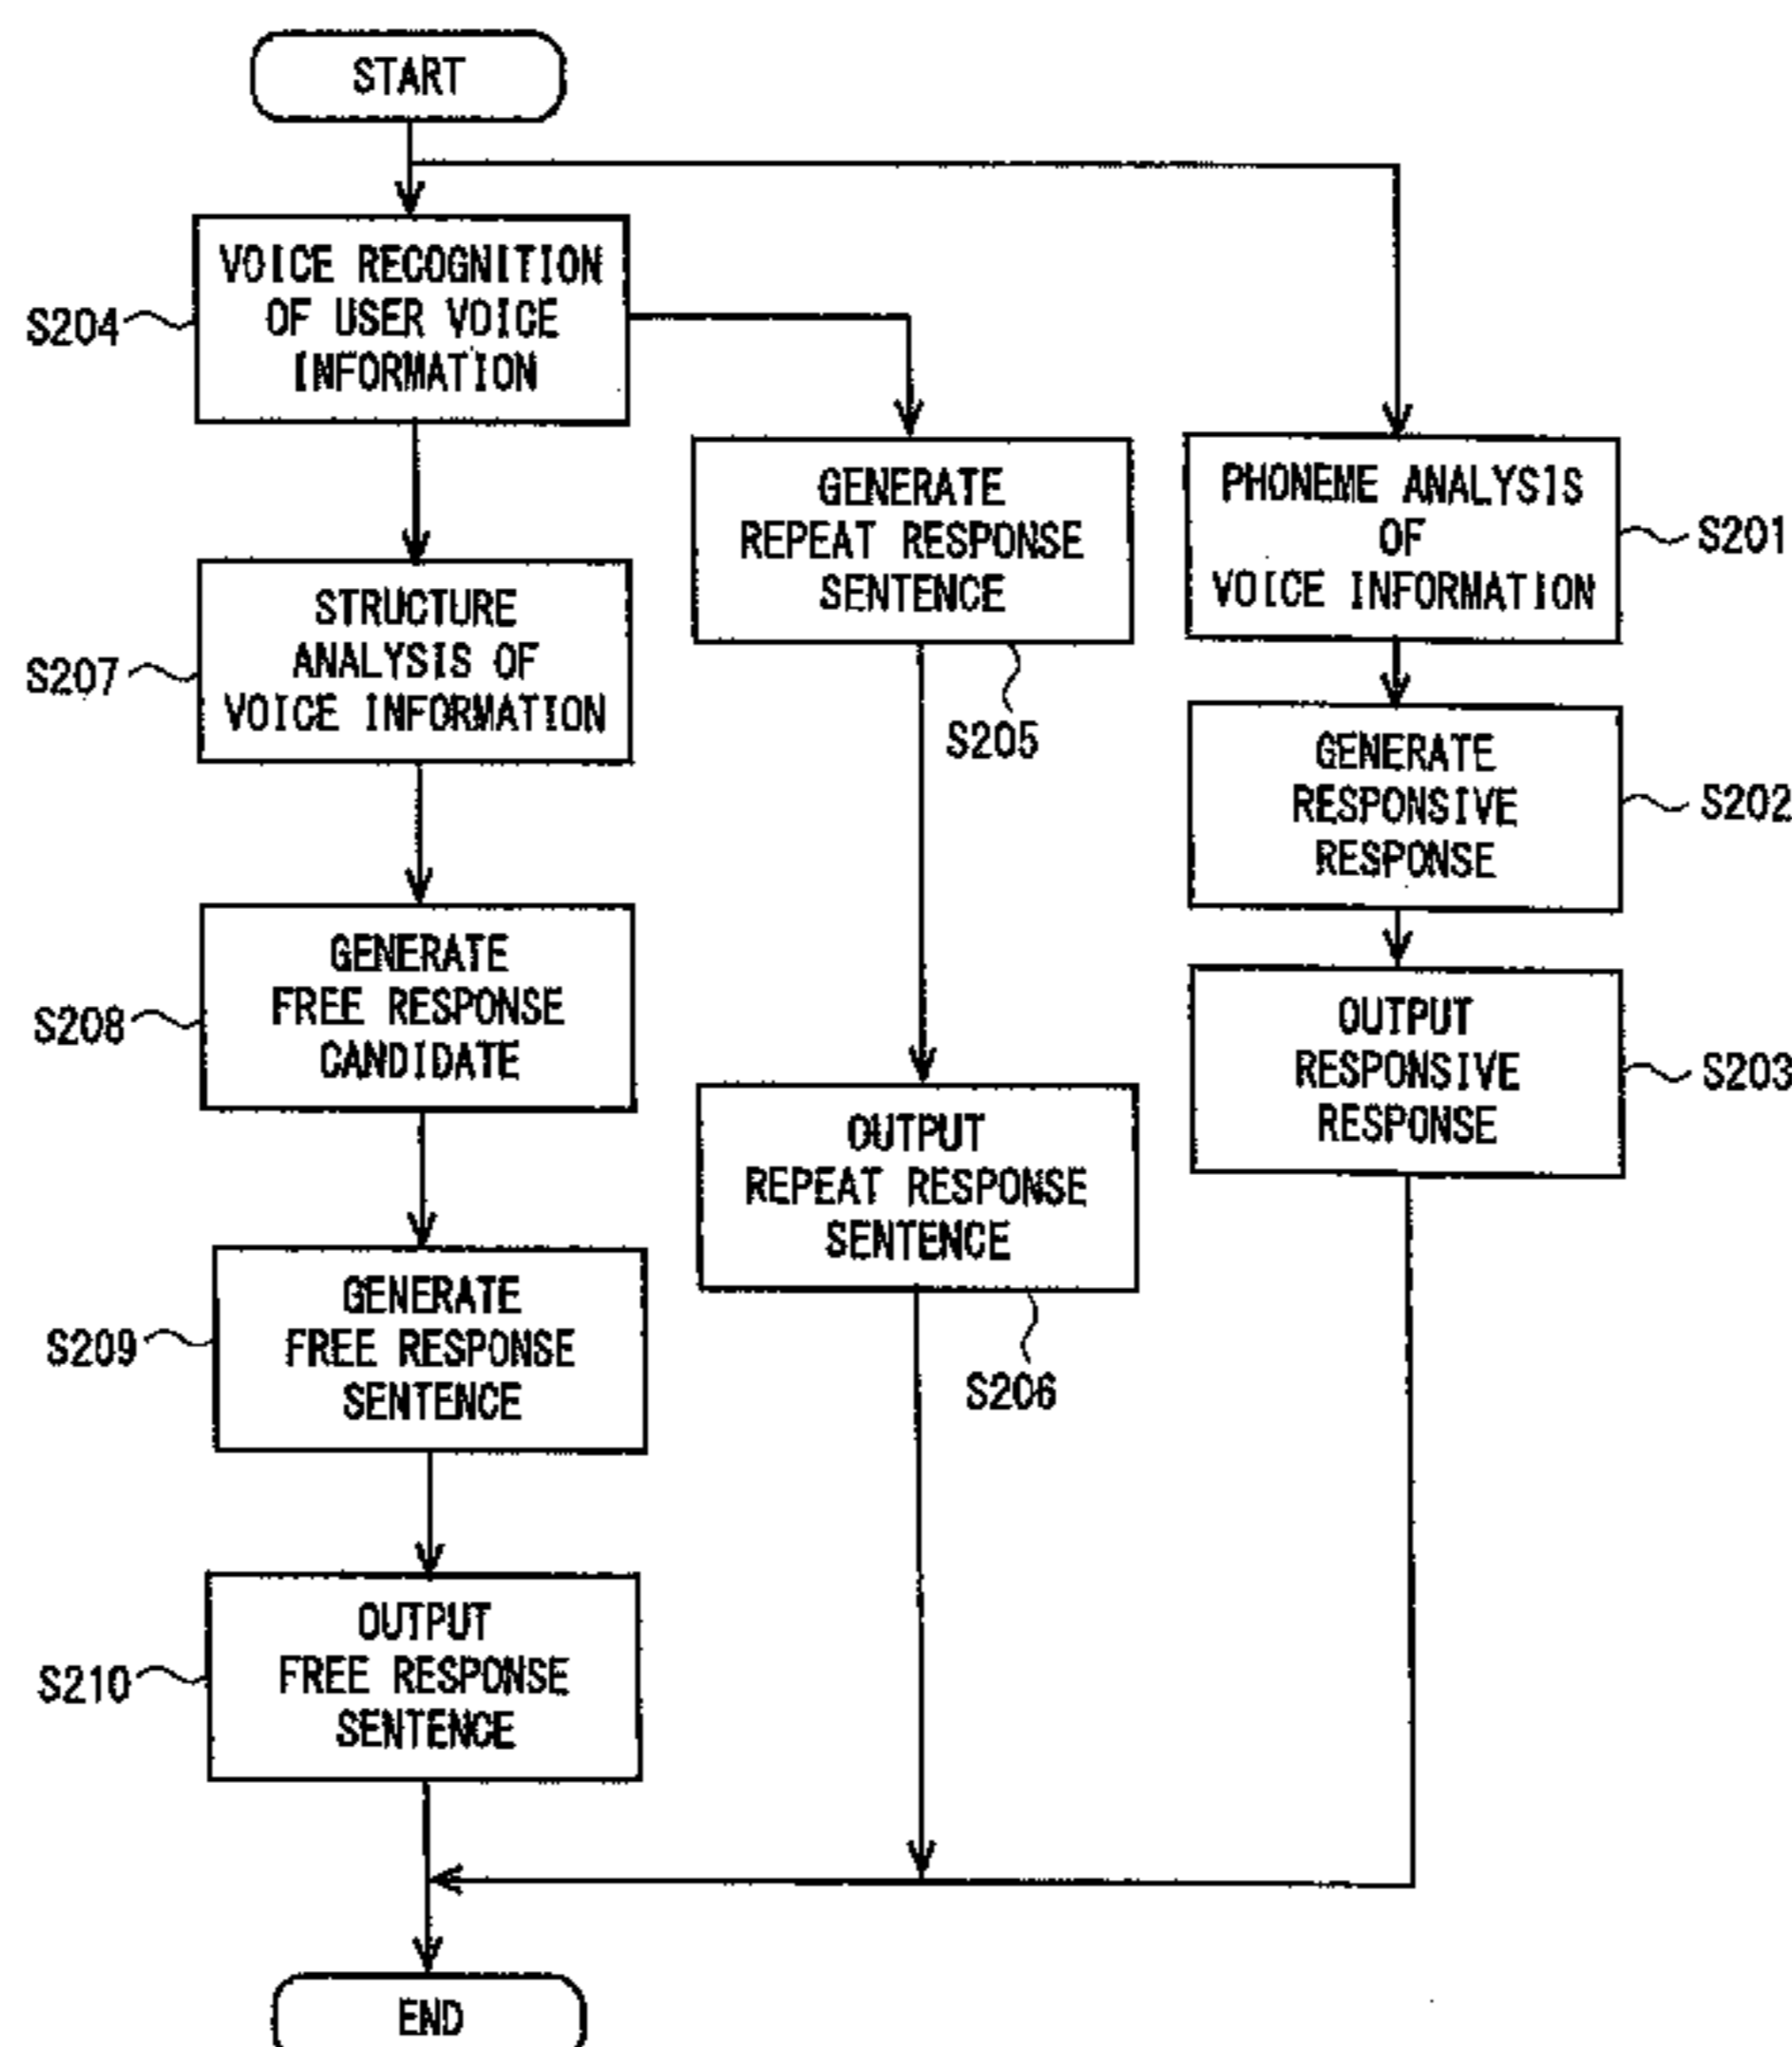 START
VOICE RECOGNITION
OF USER VOICE
INFORMATION
S204
GENERATE
REPEAT RESPONSE
SENTENCE
S205
PHONEME ANALYSIS
OF
VOICE INFORMATION
S201
STRUCTURE
ANALYSIS OF
VOICE INFORMATION
S207
GENERATE
RESPONSIVE
RESPONSE
S202
GENERATE
FREE RESPONSE
CANDIDATE
S208
OUTPUT
RESPONSIVE
RESPONSE
S203
OUTPUT
REPEAT RESPONSE
SENTENCE
S206
GENERATE
FREE RESPONSE
SENTENCE
S209
OUTPUT
FREE RESPONSE
SENTENCE
S210
END